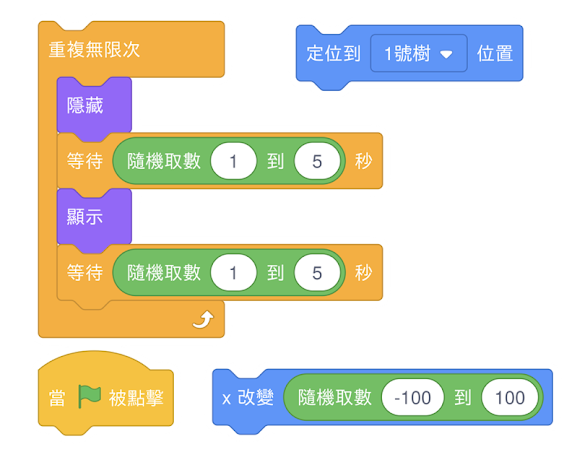 重複無限次
定位到 1號樹 位置
隱藏
等待 隨機取數 1 到 5 秒
顯示
等待 隨機取數 1 到 5 秒
當 被點擊
x 改變 隨機取數 -100 到 100